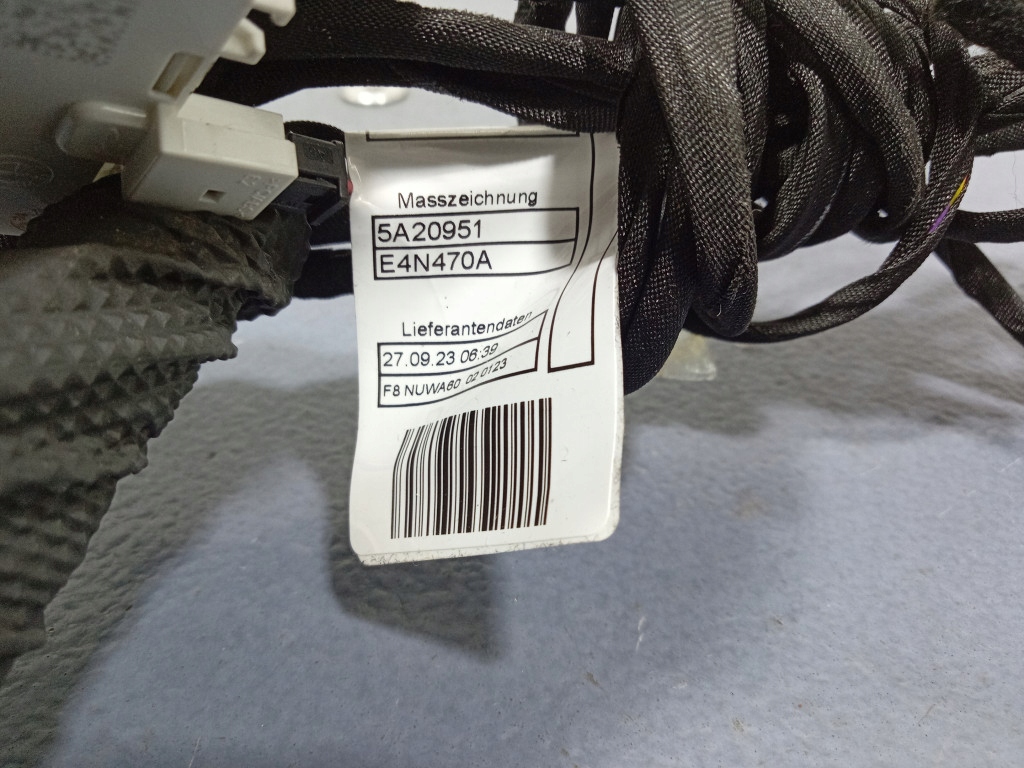 Masszeichnung
5A20951
E4N470A
Lieferantendaten
27.09.23 06:39
F8 NUWA60 02 0123